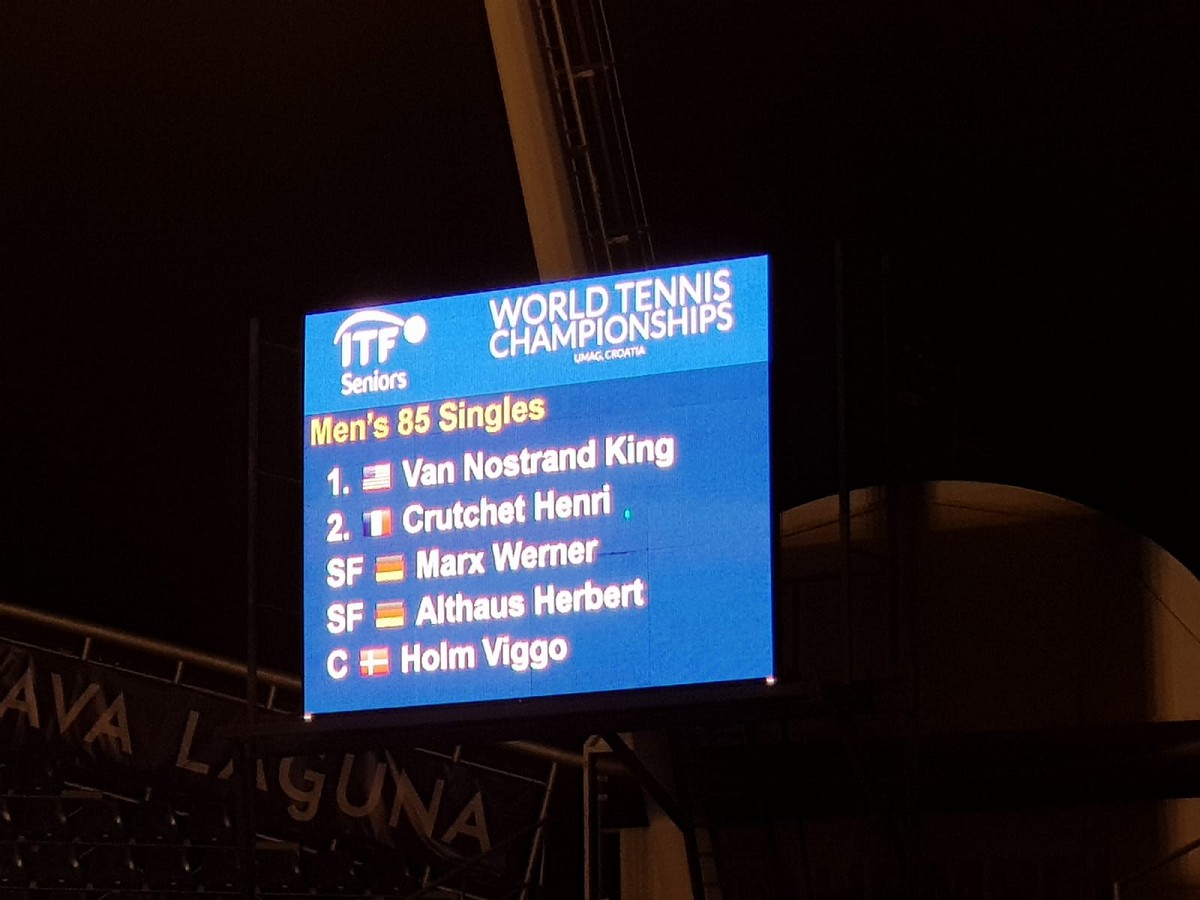 ITF
Seniors
WORLD TENNIS
CHAMPIONSHIPS
UMAG, CROATIA
Men's 85 Singles
1. Van Nostrand King
2. Crutchet Henri
SF Marx Werner
SF Althaus Herbert
C Holm Viggo
AVA LAGUNA